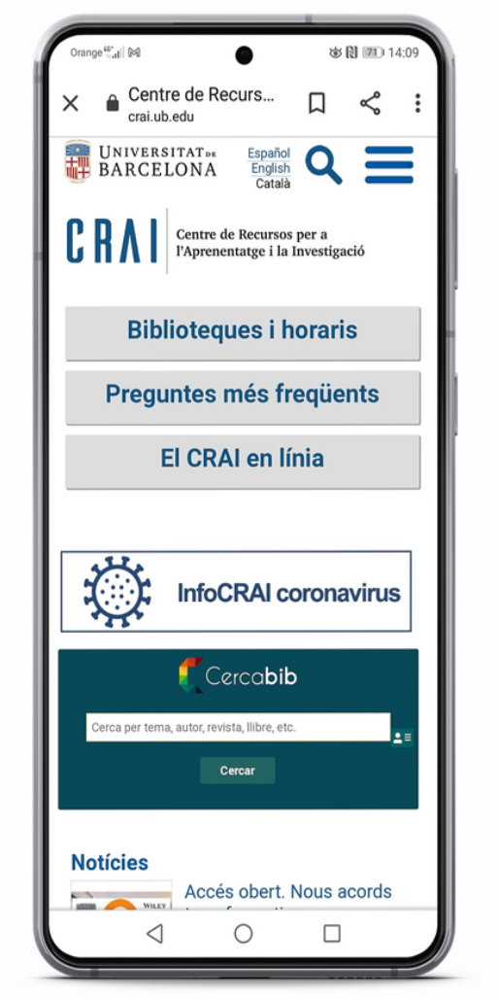 Orange 4G 71 14:09
Centre de Recurs...
crai.ub.edu
UNIVERSITAT DE
BARCELONA
Español
English
Català
CRAI
Centre de Recursos per a
l'Aprenentatge i la Investigació
Biblioteques i horaris
Preguntes més freqüents
El CRAI en línia
InfoCRAI coronavirus
Cercabib
Cerca per tema, autor, revista, llibre, etc.
Cercar
Notícies
WILEY
Accés obert. Nous acords